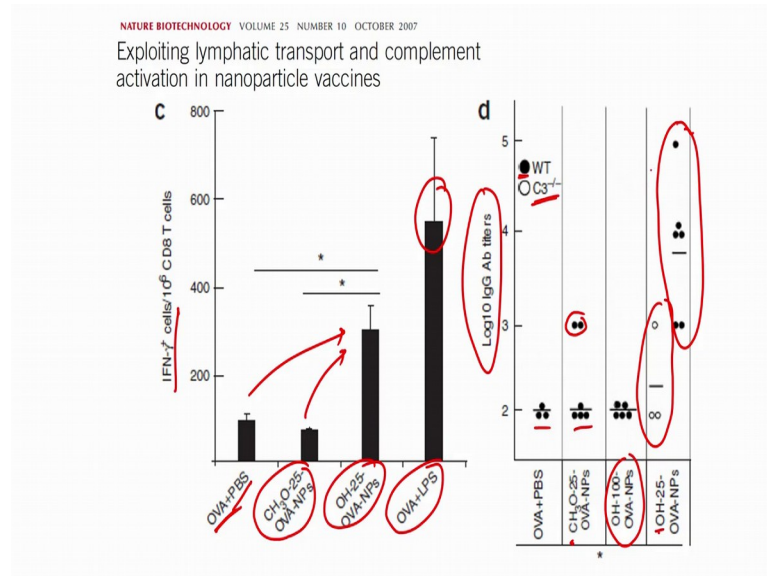 NATURE BIOTECHNOLOGY VOLUME 25 NUMBER 10 OCTOBER 2007
Exploiting lymphatic transport and complement
activation in nanoparticle vaccines
c
800
600
400
200
IFN-γ⁺ cells/10⁶ CD8 T cells
*
*
OVA+PBS
CH₃O-25-
OVA-NPs
OH-25-
OVA-NPs
OVA+LPS
d
5
4
3
2
Log10 IgG Ab titers
WT
C3⁻/⁻
OVA+PBS
CH₃O-25-
OVA-NPs
OH-100-
OVA-NPs
OH-25-
OVA-NPs
*